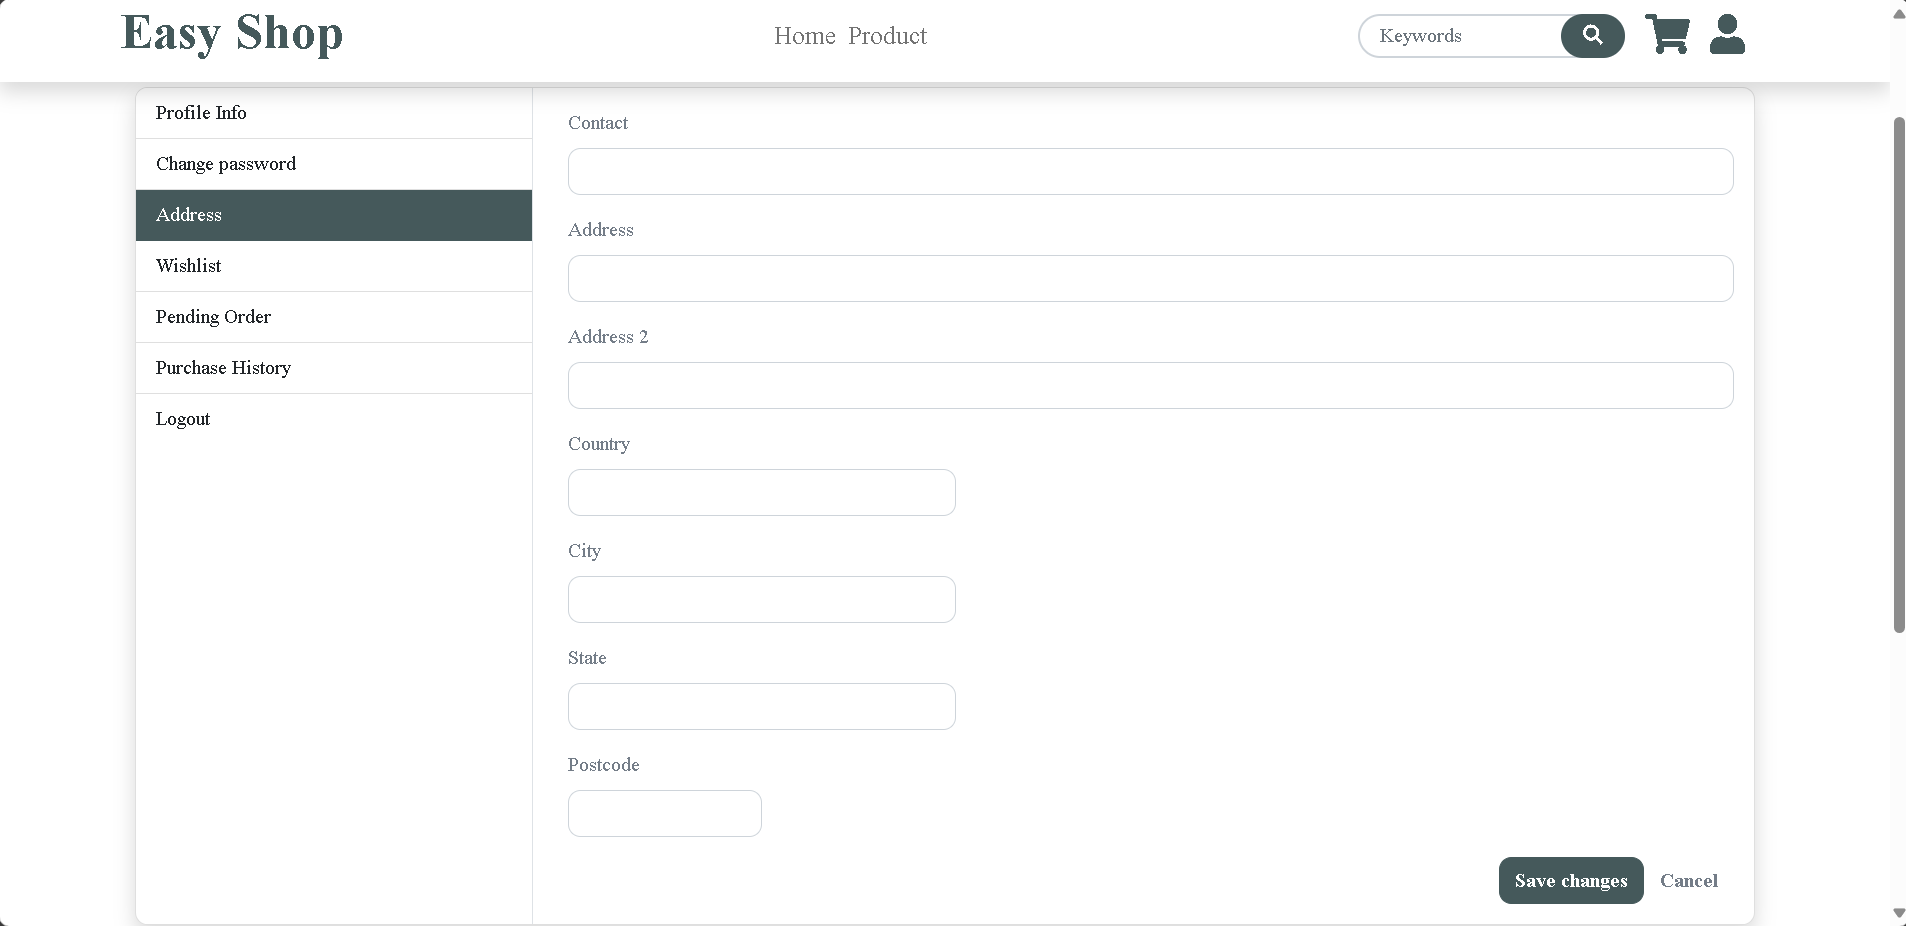 Easy Shop
Home Product
Keywords
Profile Info
Change password
Address
Wishlist
Pending Order
Purchase History
Logout
Contact
Address
Address 2
Country
City
State
Postcode
Save changes
Cancel